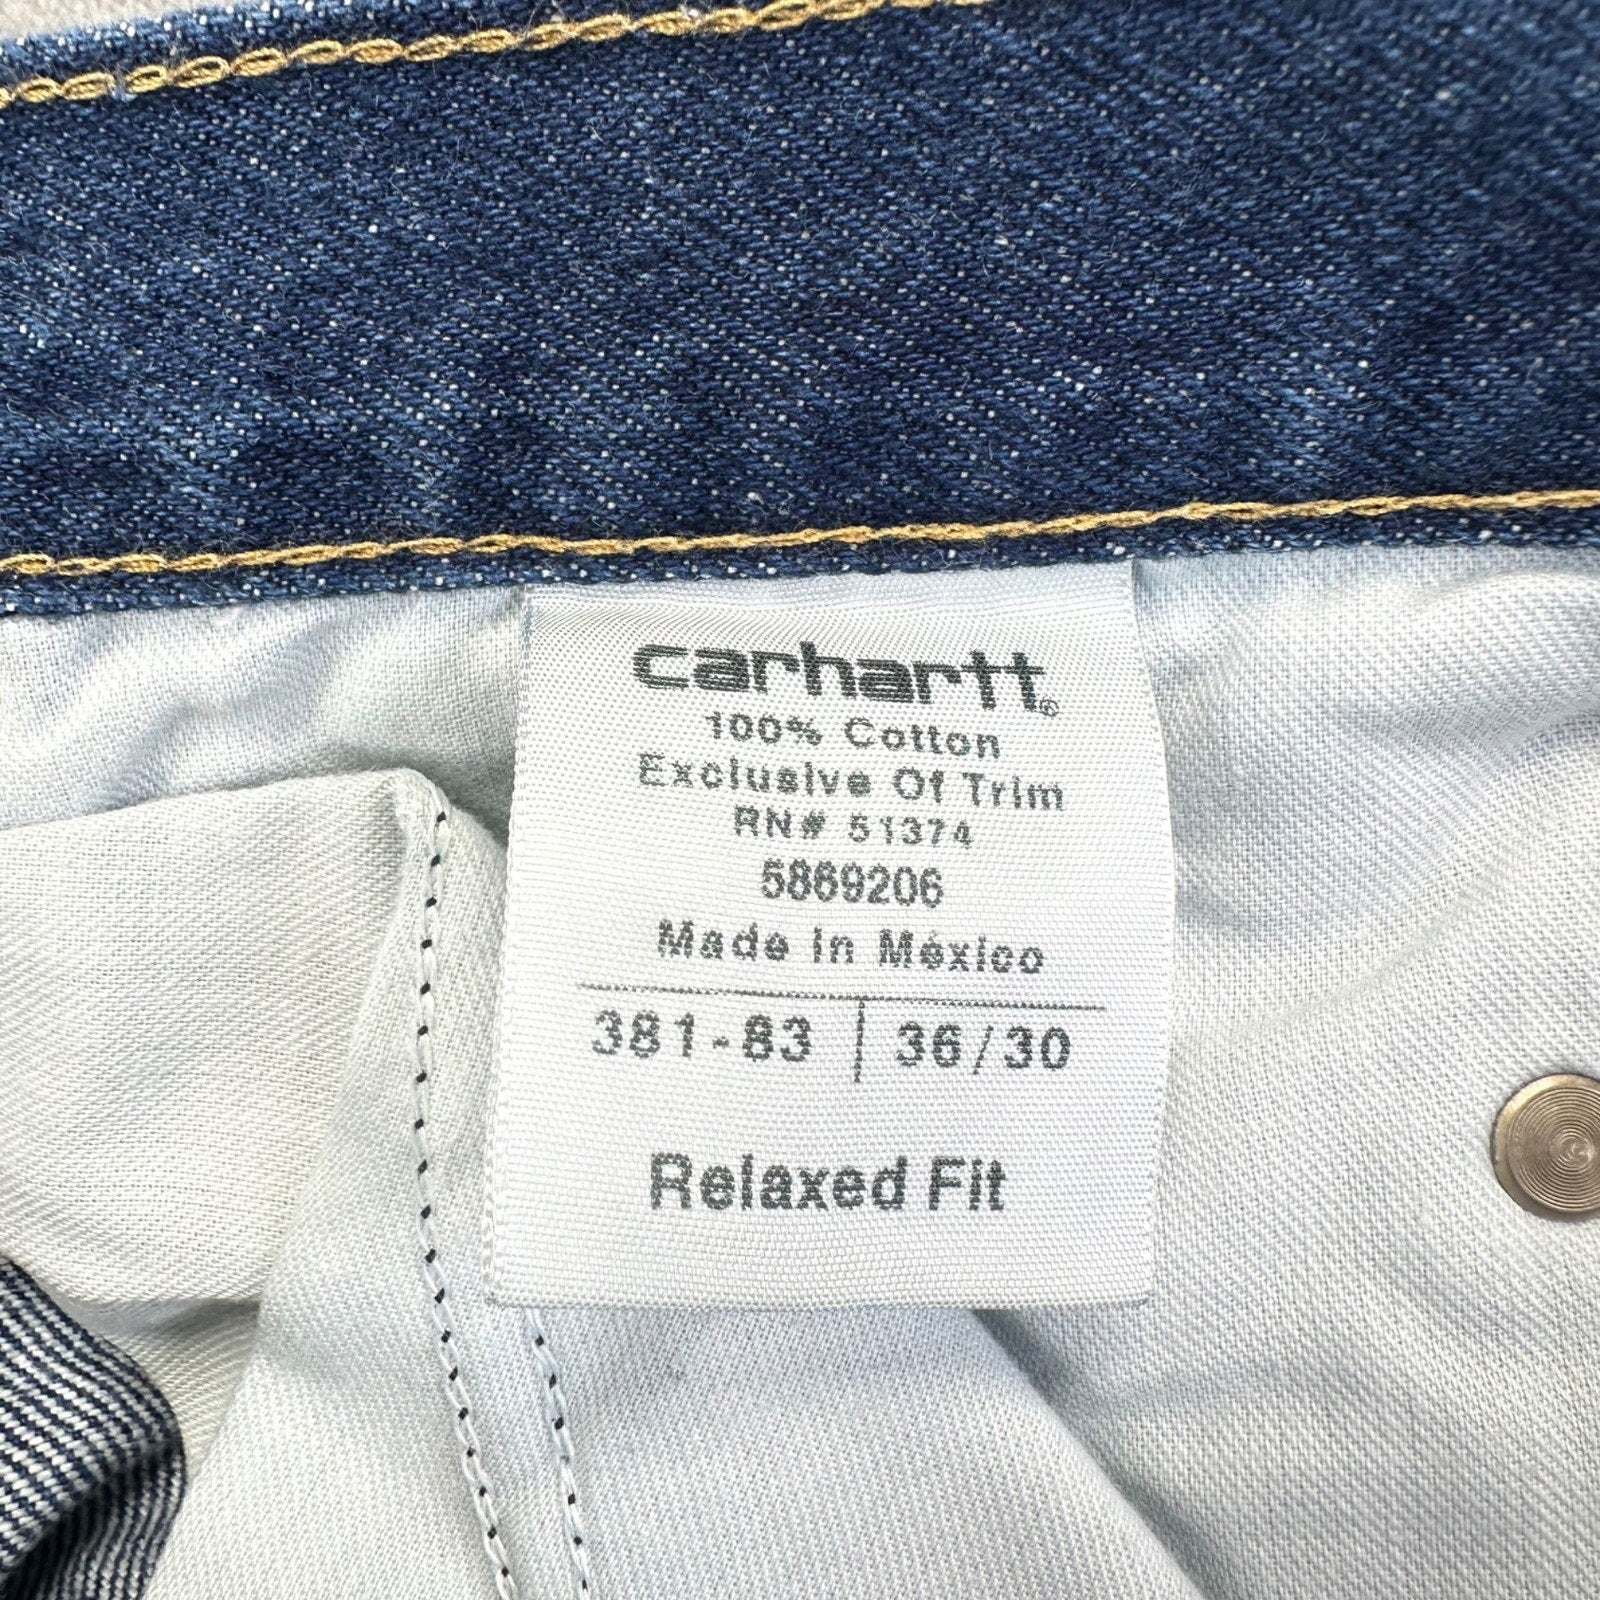 carhartt®
100% Cotton
Exclusive Of Trim
RN# 51374
5869206
Made in México
381-83 | 36/30
Relaxed Fit